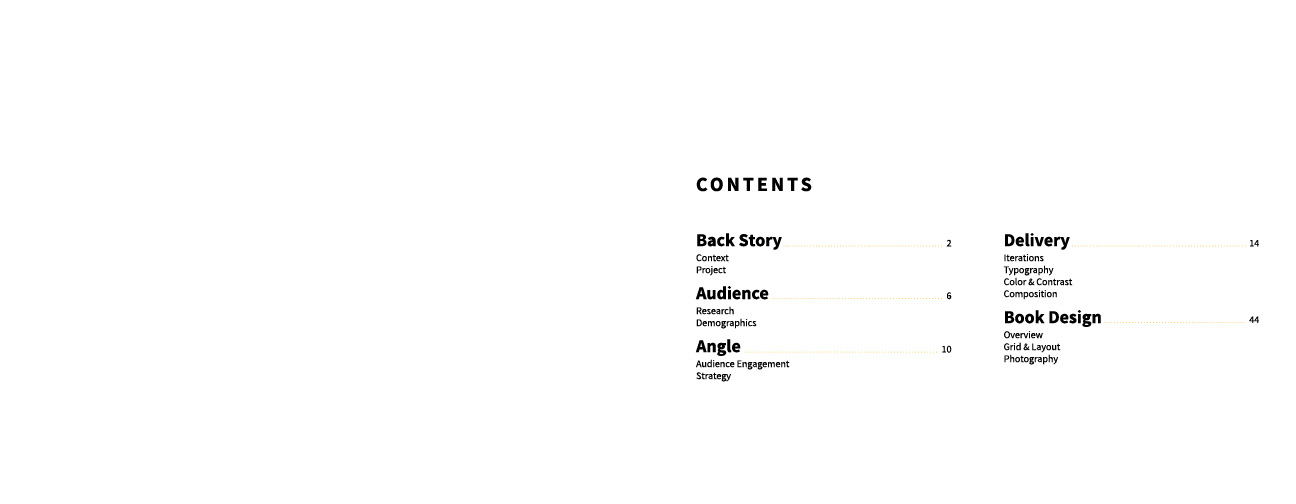 CONTENTS
Back Story 2
Context
Project
Audience 6
Research
Demographics
Angle 10
Audience Engagement
Strategy
Delivery 14
Iterations
Typography
Color & Contrast
Composition
Book Design 44
Overview
Grid & Layout
Photography